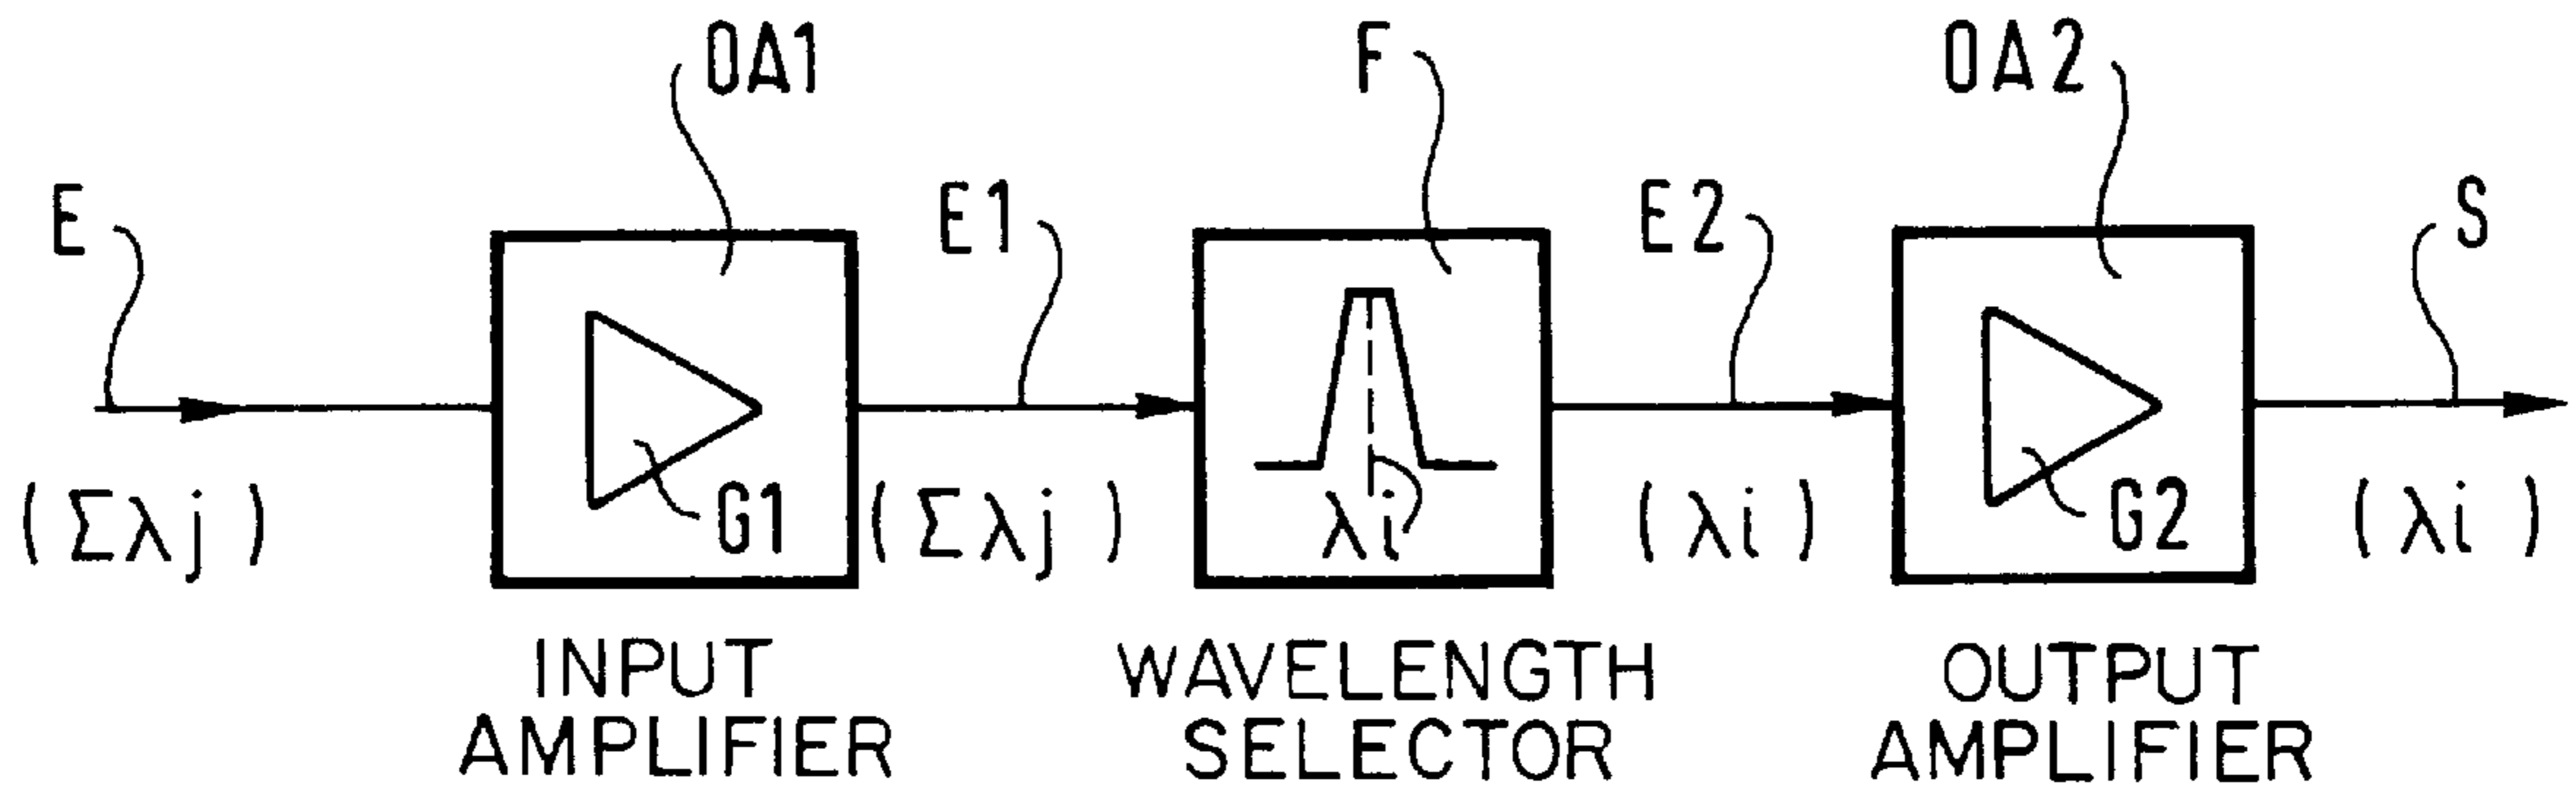 OA1
F
OA2
E
E1
E2
S
G1
λi
G2
(Σλj)
(Σλj)
(λi)
(λi)
INPUT
AMPLIFIER
WAVELENGTH
SELECTOR
OUTPUT
AMPLIFIER